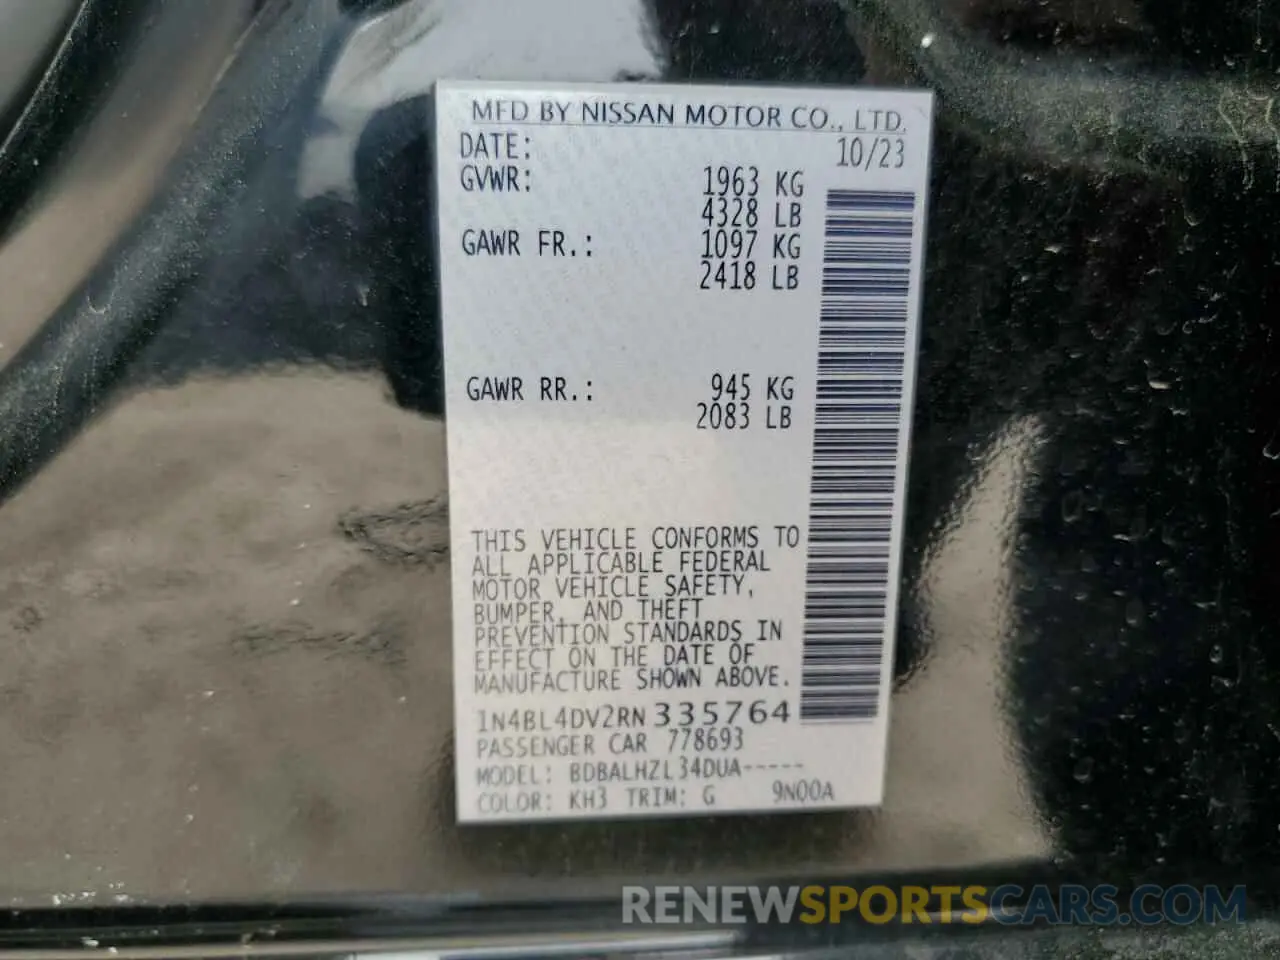 MFD BY NISSAN MOTOR CO., LTD.
DATE: 10/23
GVWR: 1963 KG
4328 LB
GAWR FR.: 1097 KG
2418 LB
GAWR RR.: 945 KG
2083 LB
THIS VEHICLE CONFORMS TO
ALL APPLICABLE FEDERAL
MOTOR VEHICLE SAFETY,
BUMPER, AND THEFT
PREVENTION STANDARDS IN
EFFECT ON THE DATE OF
MANUFACTURE SHOWN ABOVE.
1N4BL4DV2RN335764
PASSENGER CAR 778693
MODEL: BDBALHZL34DUA-----
COLOR: KH3 TRIM: G 9N00A
RENEWSPORTSCARS.COM